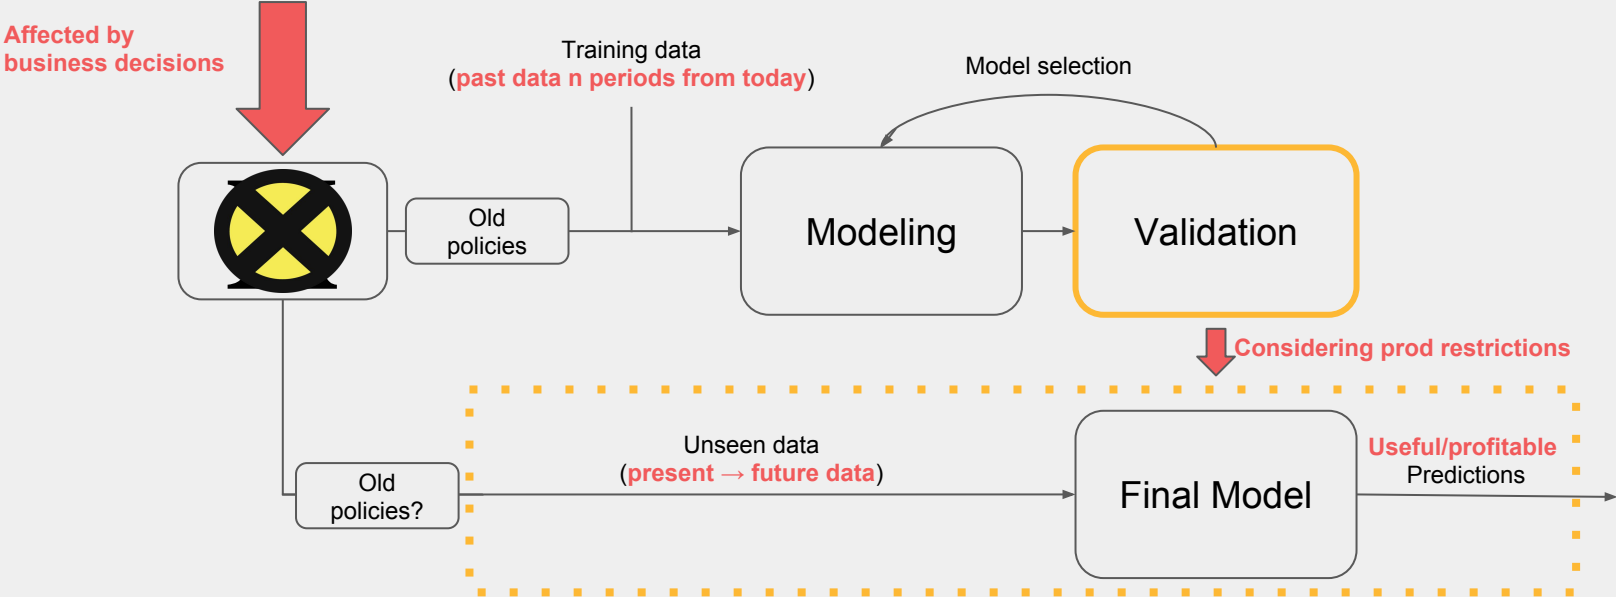 Affected by
business decisions
Training data
(past data n periods from today)
Model selection
Old
policies
Modeling
Validation
Considering prod restrictions
Unseen data
(present → future data)
Useful/profitable
Predictions
Old
policies?
Final Model